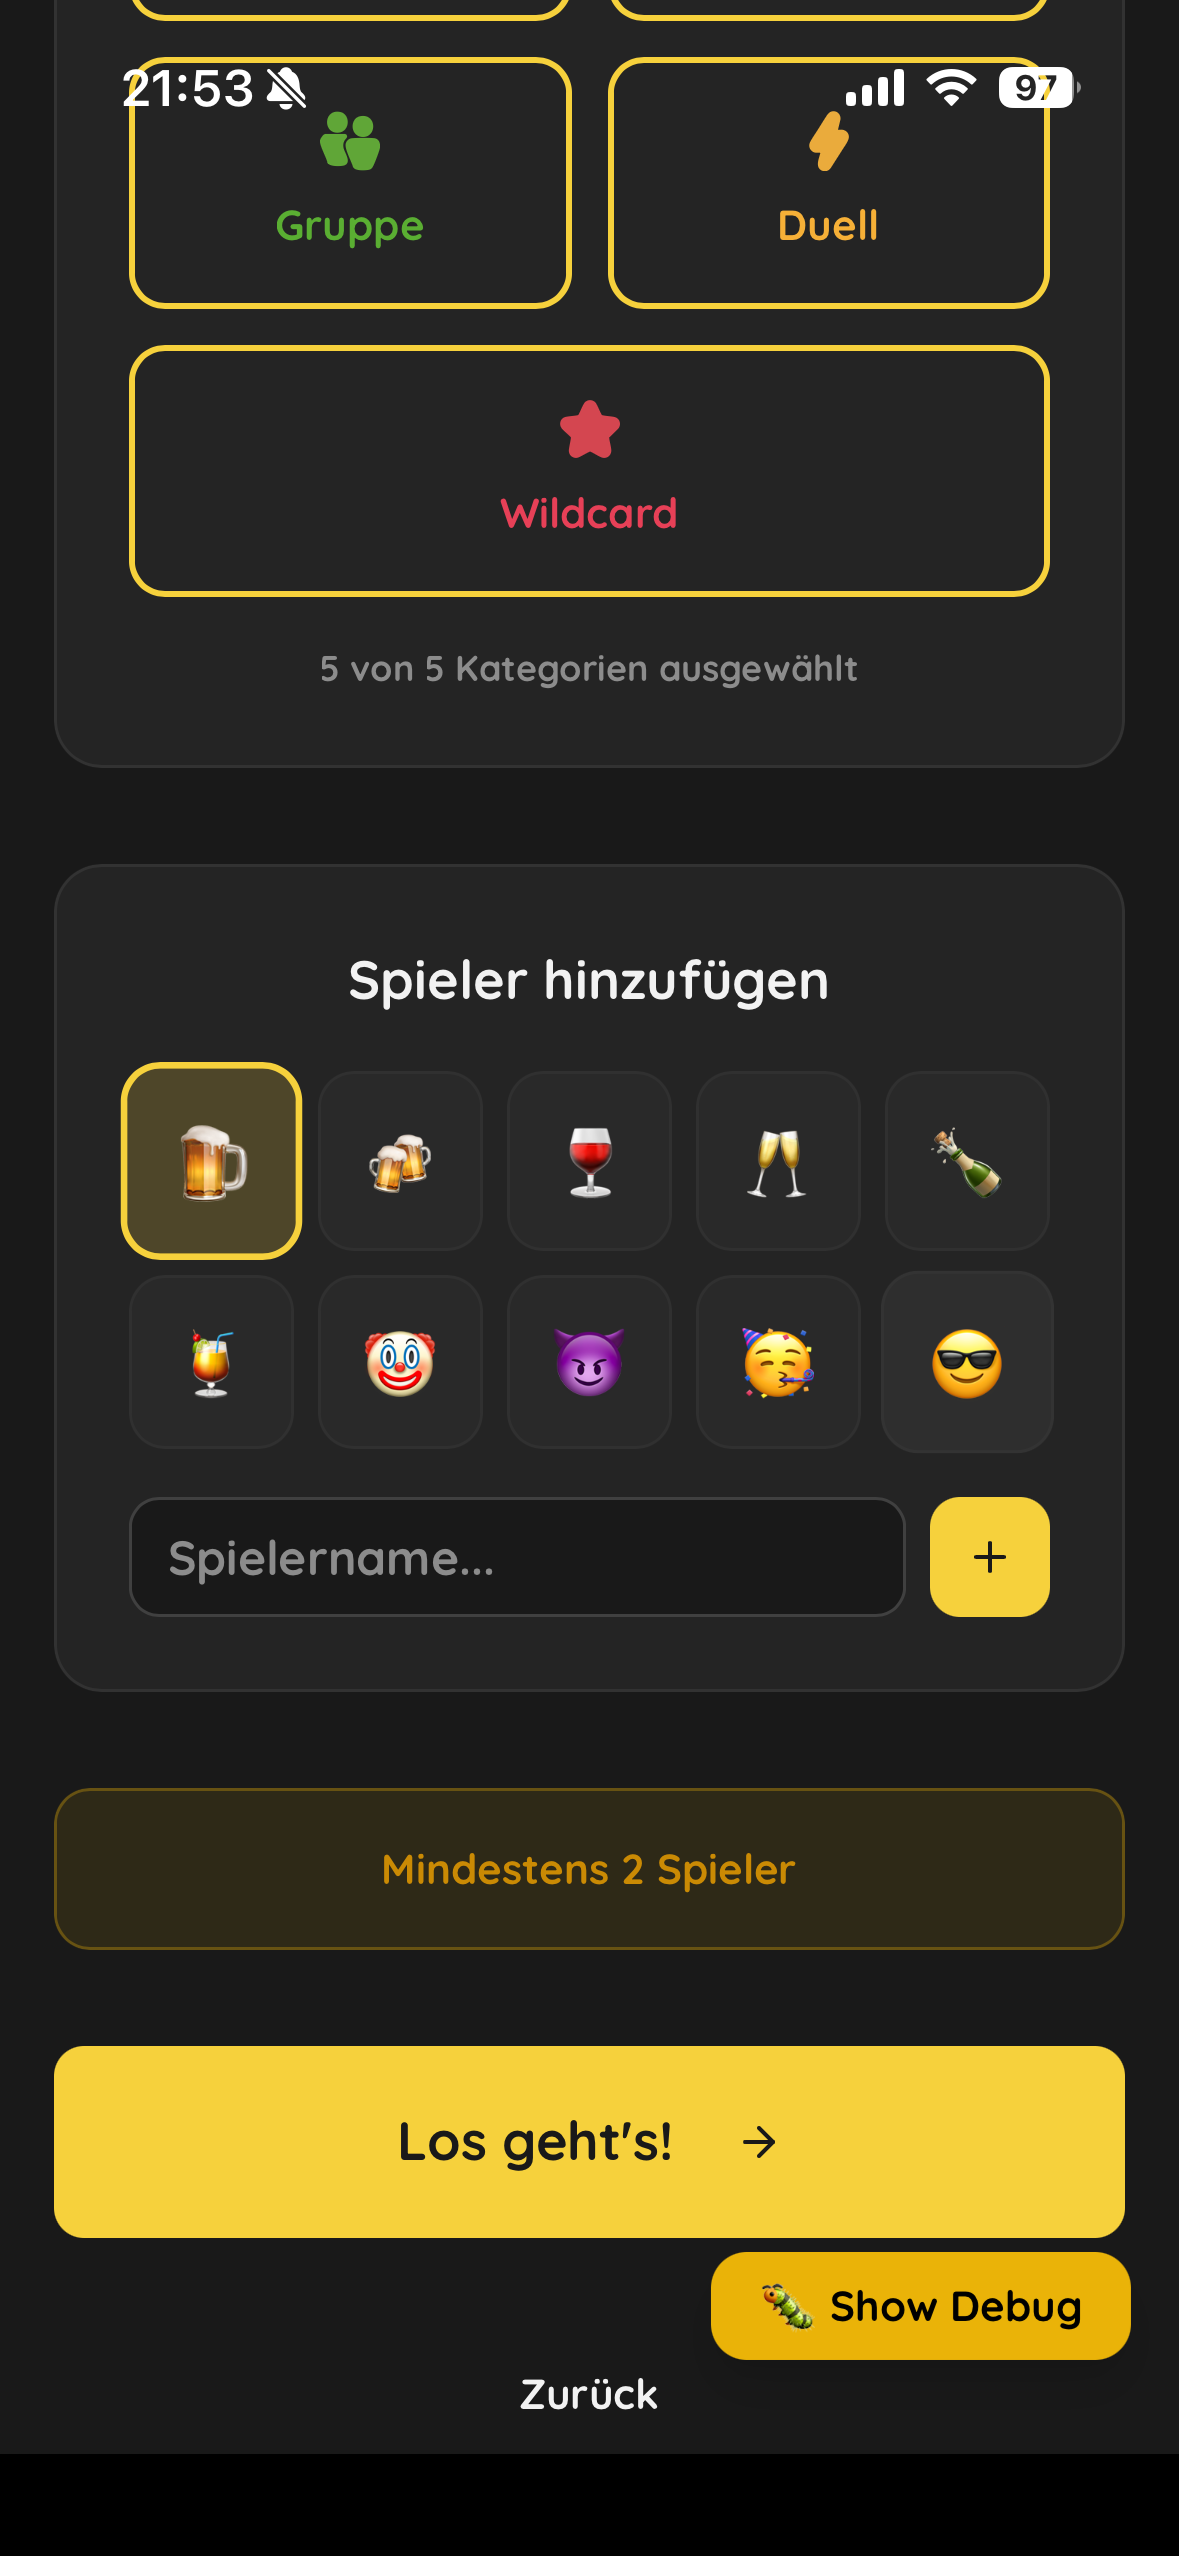 21:53 97
Gruppe Duell
Wildcard
5 von 5 Kategorien ausgewählt
Spieler hinzufügen
Spielername...
Mindestens 2 Spieler
Los geht's! →
Show Debug
Zurück